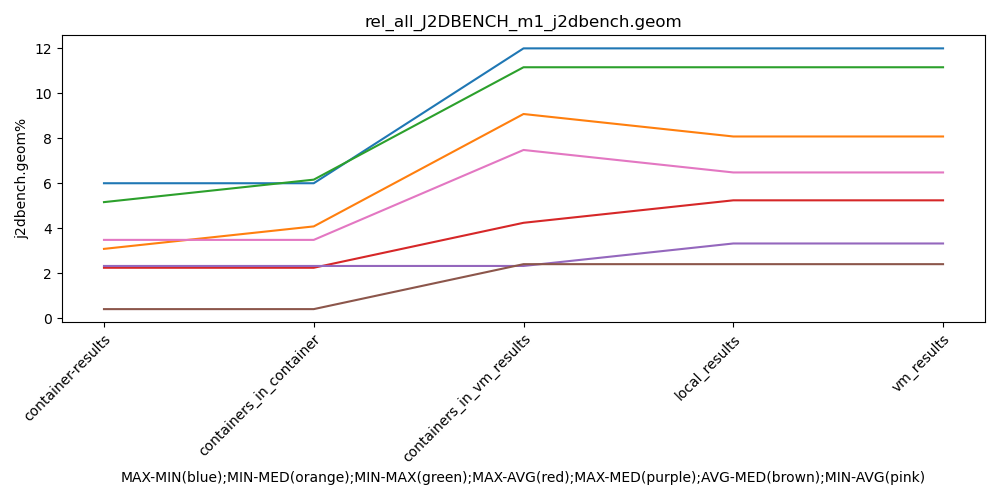 rel_all_J2DBENCH_m1_j2dbench.geom
12
10
8
6
4
2
0
j2dbench.geom%
container-results
containers_in_container
containers_in_vm_results
local_results
vm_results
MAX-MIN(blue);MIN-MED(orange);MIN-MAX(green);MAX-AVG(red);MAX-MED(purple);AVG-MED(brown);MIN-AVG(pink)